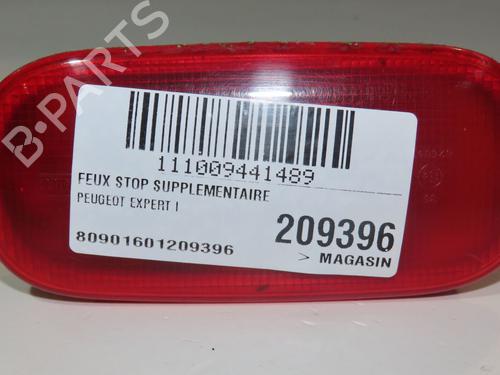 B-PARTS
111009441489
FEUX STOP SUPPLEMENTAIRE
PEUGEOT EXPERT I
209396
80901601209396
> MAGASIN